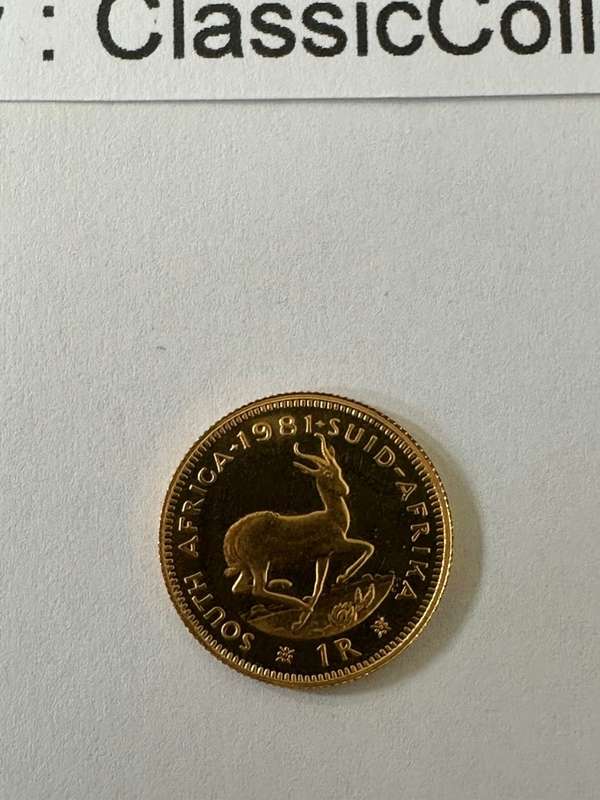 : ClassicColl
SOUTH AFRICA · 1981 · SUID-AFRIKA
1R